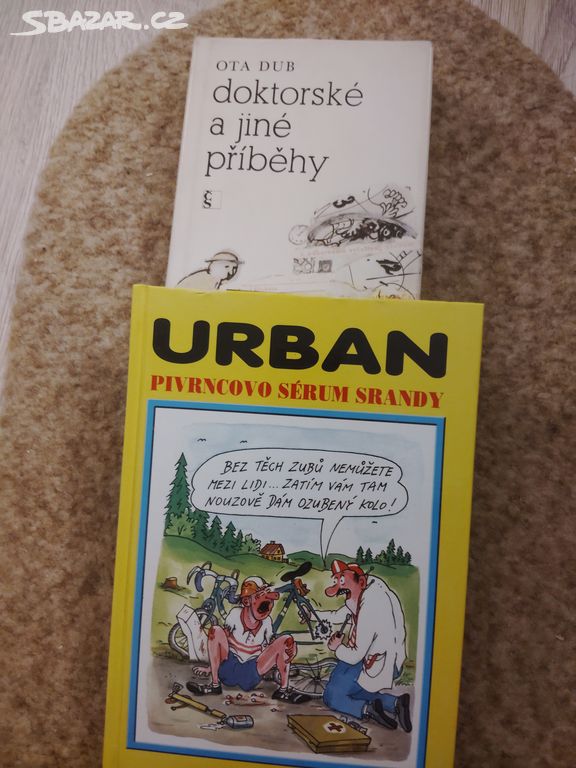 SBAZAR.CZ
OTA DUB
doktorské
a jiné
příběhy
URBAN
PIVRNCOVO SÉRUM SRANDY
BEZ TĚCH ZUBŮ NEMŮŽETE
MEZI LIDI... ZATÍM VÁM TAM
NOUZOVĚ DÁM OZUBENÝ KOLO!